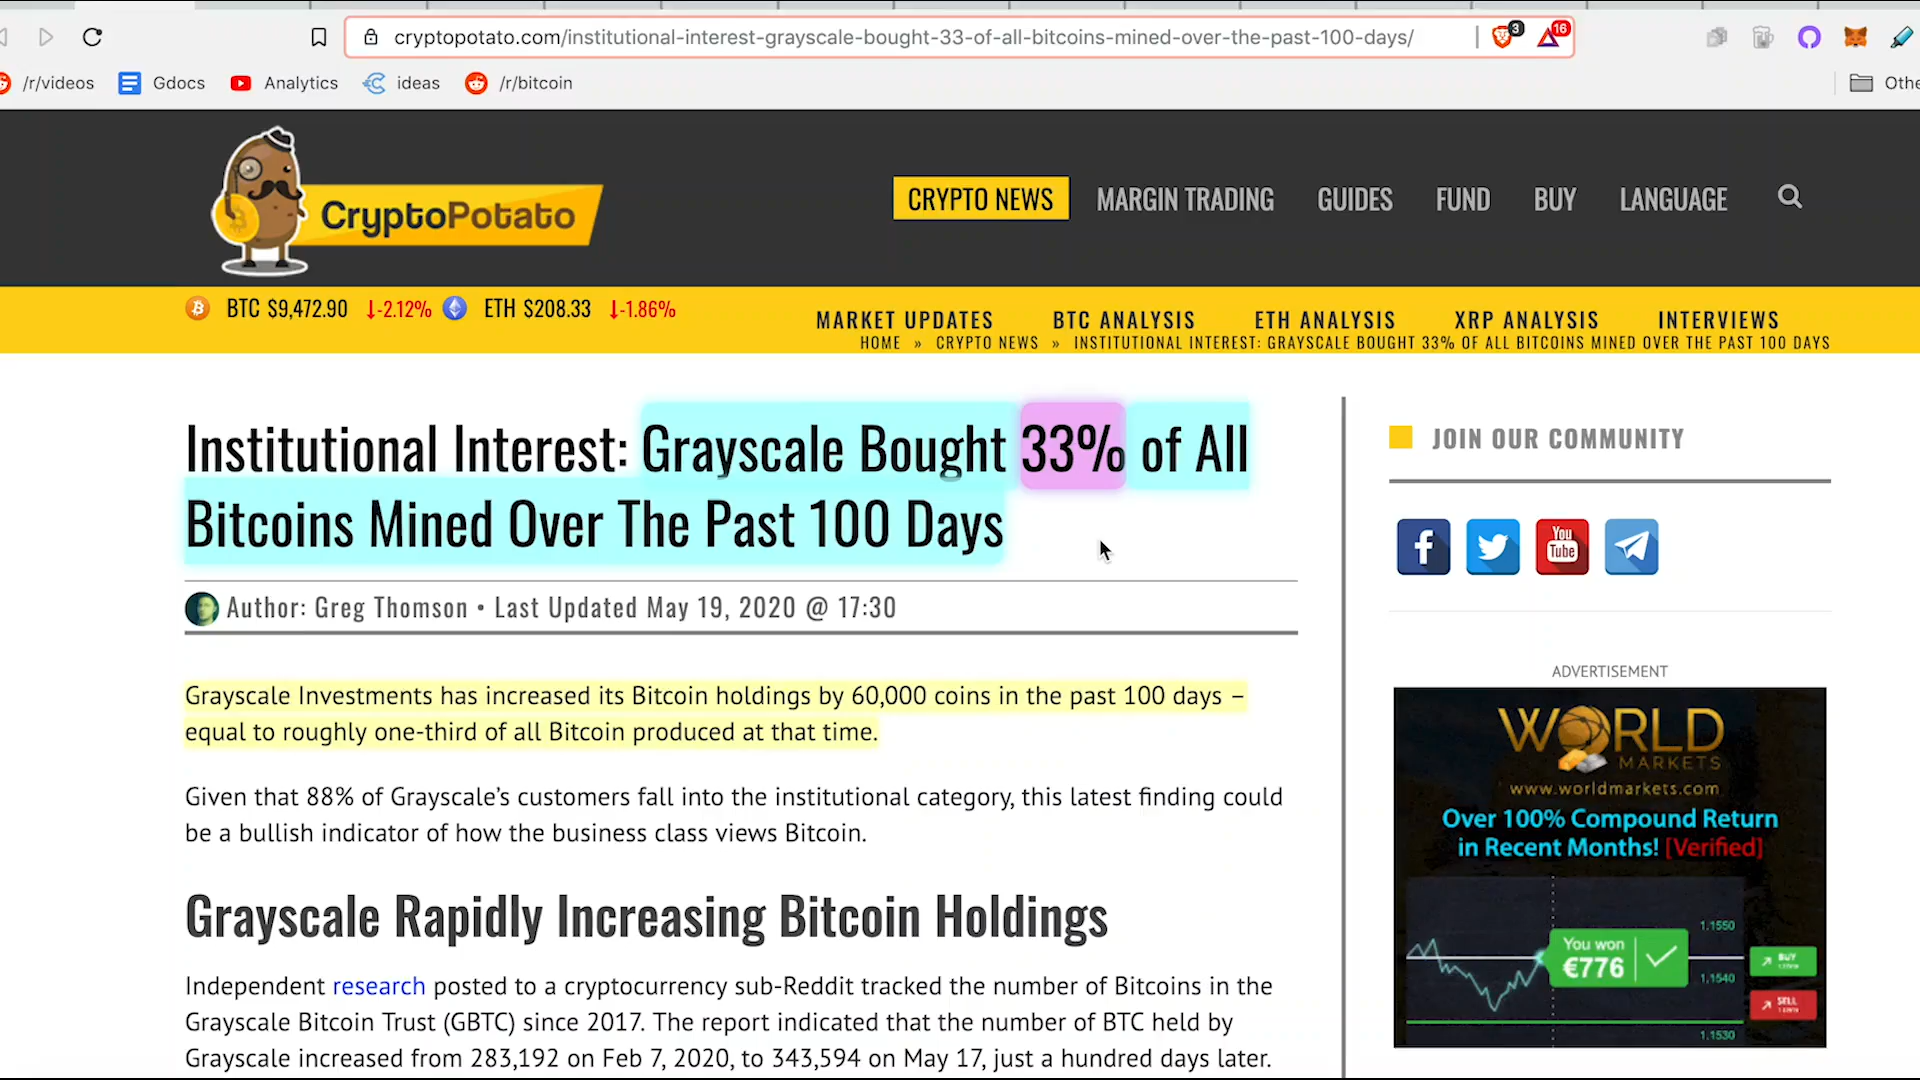 cryptopotato.com/institutional-interest-grayscale-bought-33-of-all-bitcoins-mined-over-the-past-100-days/
3
16
/r/videos
Gdocs
Analytics
ideas
/r/bitcoin
Othe
CryptoPotato
CRYPTO NEWS
MARGIN TRADING
GUIDES
FUND
BUY
LANGUAGE
BTC $9,472.90 ↓-2.12%
ETH $208.33 ↓-1.86%
MARKET UPDATES
BTC ANALYSIS
ETH ANALYSIS
XRP ANALYSIS
INTERVIEWS
HOME » CRYPTO NEWS » INSTITUTIONAL INTEREST: GRAYSCALE BOUGHT 33% OF ALL BITCOINS MINED OVER THE PAST 100 DAYS
Institutional Interest: Grayscale Bought 33% of All
Bitcoins Mined Over The Past 100 Days
Author: Greg Thomson • Last Updated May 19, 2020 @ 17:30
Grayscale Investments has increased its Bitcoin holdings by 60,000 coins in the past 100 days –
equal to roughly one-third of all Bitcoin produced at that time.
Given that 88% of Grayscale’s customers fall into the institutional category, this latest finding could
be a bullish indicator of how the business class views Bitcoin.
Grayscale Rapidly Increasing Bitcoin Holdings
Independent research posted to a cryptocurrency sub-Reddit tracked the number of Bitcoins in the
Grayscale Bitcoin Trust (GBTC) since 2017. The report indicated that the number of BTC held by
Grayscale increased from 283,192 on Feb 7, 2020, to 343,594 on May 17, just a hundred days later.
JOIN OUR COMMUNITY
You
Tube
ADVERTISEMENT
WORLD
MARKETS
www.worldmarkets.com
Over 100% Compound Return
in Recent Months! [Verified]
1.1550
You won
€776
BUY
1.1540
SELL
1.1530